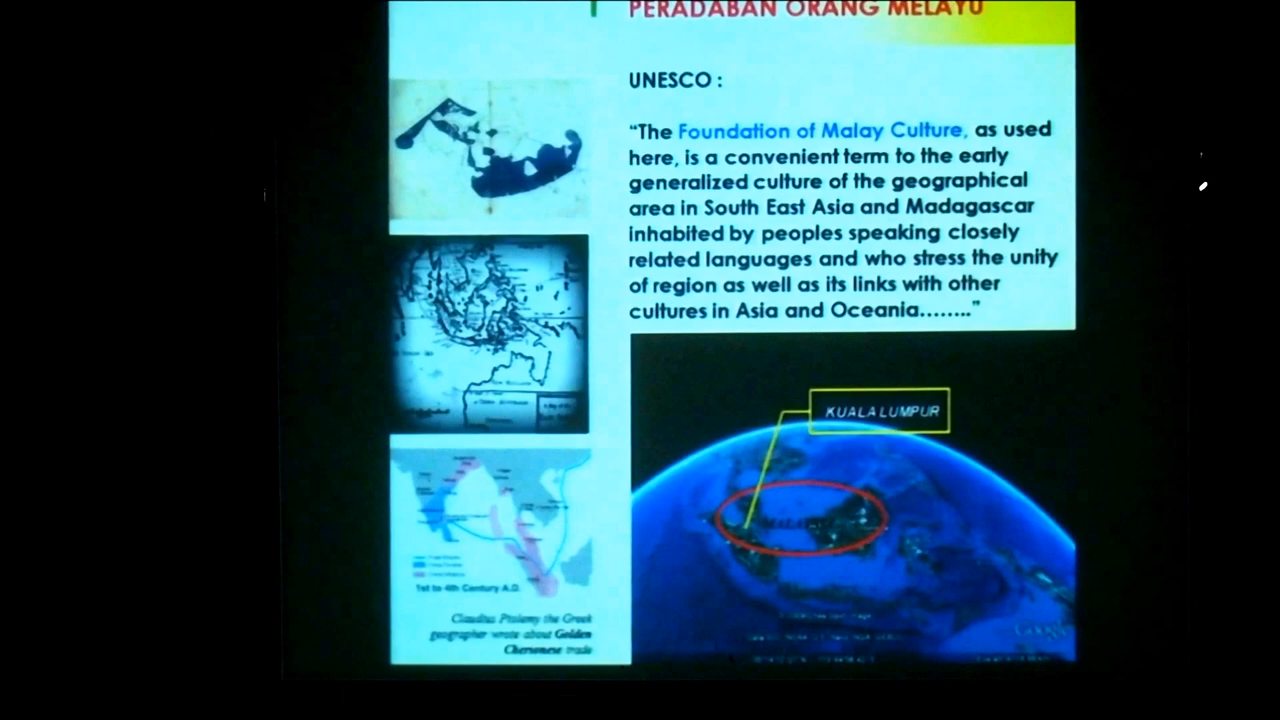 PERADABAN ORANG MELAYU
UNESCO :
“The Foundation of Malay Culture, as used
here, is a convenient term to the early
generalized culture of the geographical
area in South East Asia and Madagascar
inhabited by peoples speaking closely
related languages and who stress the unity
of region as well as its links with other
cultures in Asia and Oceania........”
KUALA LUMPUR
1st to 4th Century A.D.
Claudius Ptolemy the Greek
geographer wrote about Golden
Chersonese trade
Google